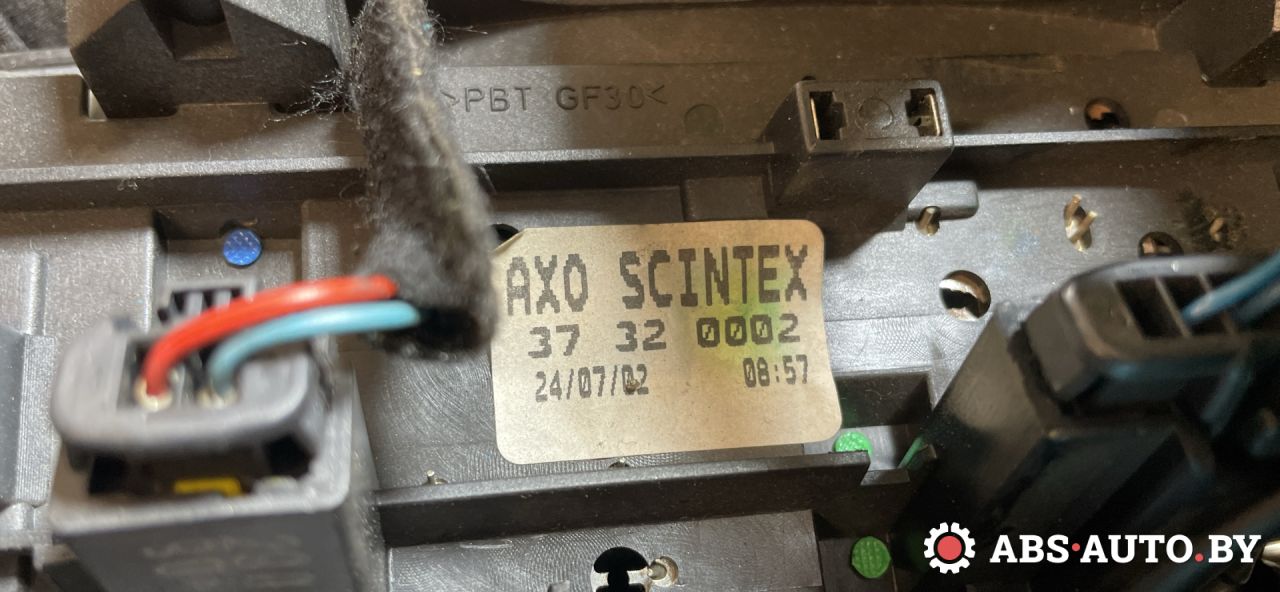 >PBT GF30<
AXO SCINTEX
37 32 0002
24/07/02 08:57
ABS·AUTO.BY